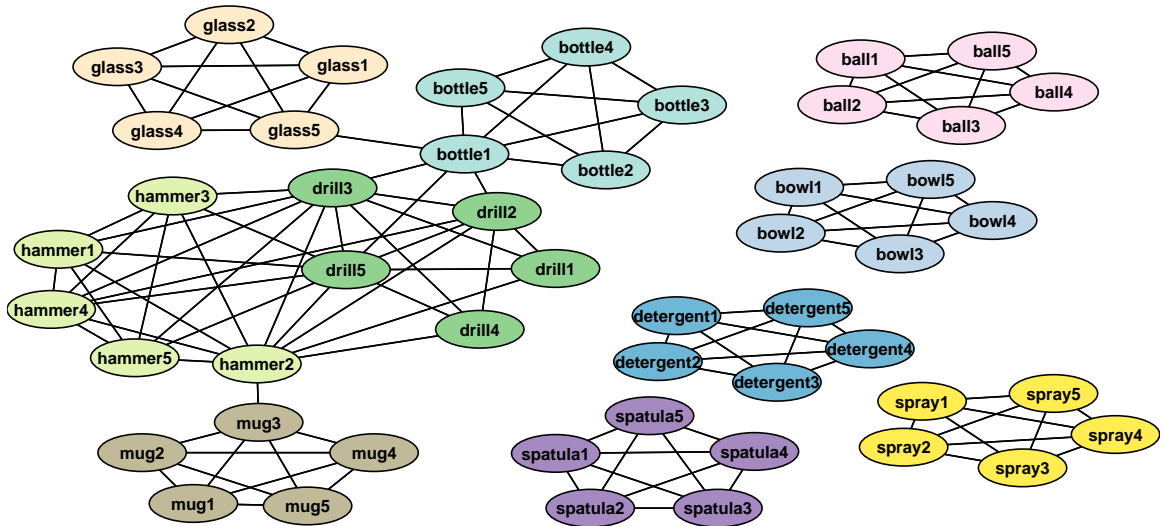 glass2
glass3
glass1
glass4
glass5
bottle4
bottle5
bottle3
bottle1
bottle2
ball5
ball1
ball4
ball2
ball3
hammer3
drill3
drill2
hammer1
drill5
drill1
hammer4
drill4
hammer5
hammer2
bowl5
bowl1
bowl4
bowl2
bowl3
detergent5
detergent1
detergent4
detergent2
detergent3
mug3
mug2
mug4
mug1
mug5
spatula5
spatula1
spatula4
spatula2
spatula3
spray5
spray1
spray4
spray2
spray3